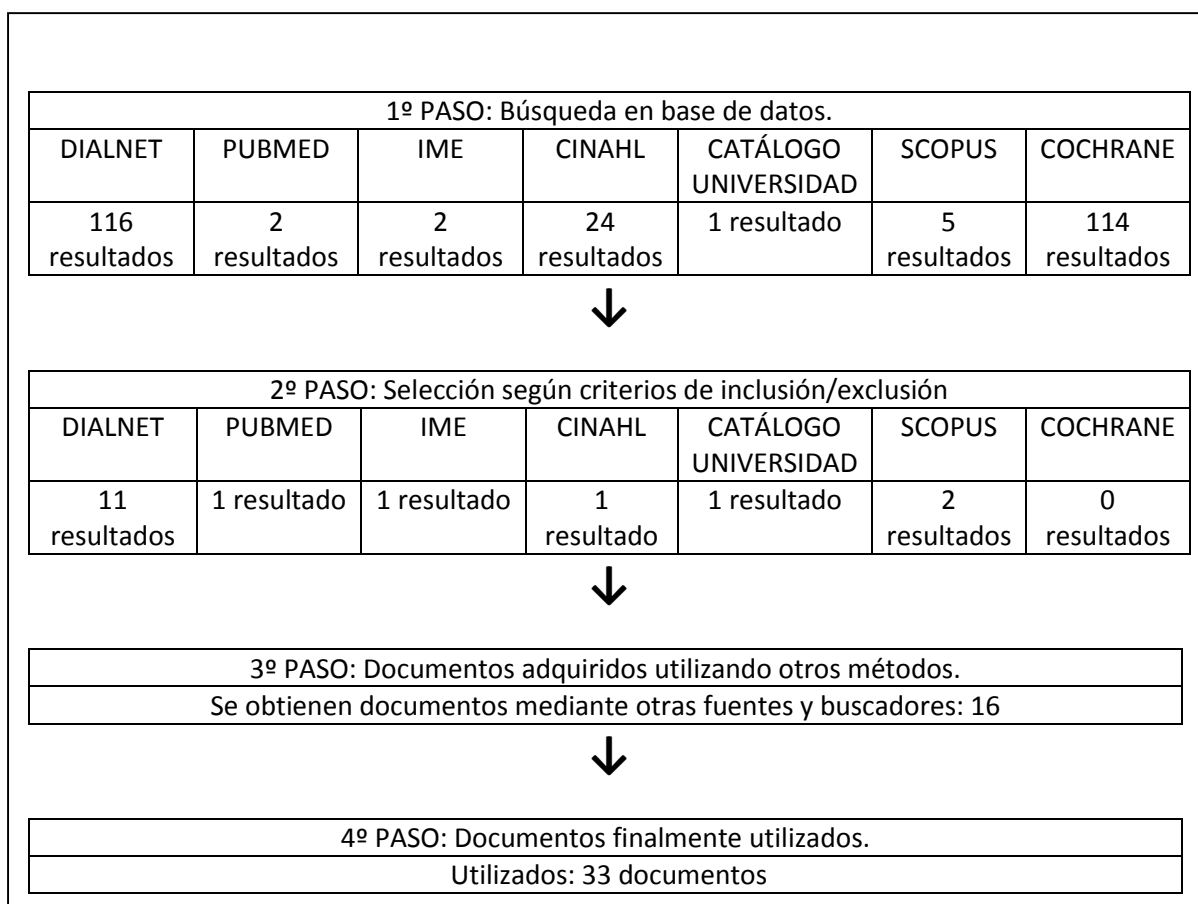 1º PASO: Búsqueda en base de datos.
DIALNET PUBMED IME CINAHL CATÁLOGO UNIVERSIDAD SCOPUS COCHRANE
116 resultados 2 resultados 2 resultados 24 resultados 1 resultado 5 resultados 114 resultados
↓
2º PASO: Selección según criterios de inclusión/exclusión
DIALNET PUBMED IME CINAHL CATÁLOGO UNIVERSIDAD SCOPUS COCHRANE
11 resultados 1 resultado 1 resultado 1 resultado 1 resultado 2 resultados 0 resultados
↓
3º PASO: Documentos adquiridos utilizando otros métodos.
Se obtienen documentos mediante otras fuentes y buscadores: 16
↓
4º PASO: Documentos finalmente utilizados.
Utilizados: 33 documentos